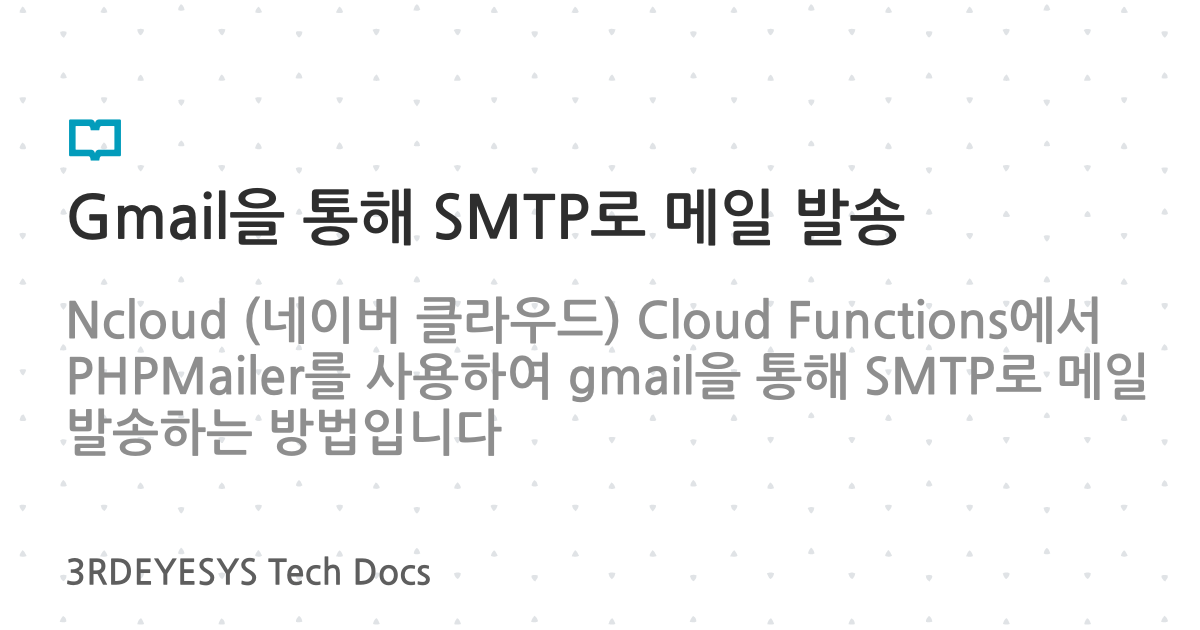 Gmail을 통해 SMTP로 메일 발송
Ncloud (네이버 클라우드) Cloud Functions에서
PHPMailer를 사용하여 gmail을 통해 SMTP로 메일
발송하는 방법입니다
3RDEYESYS Tech Docs